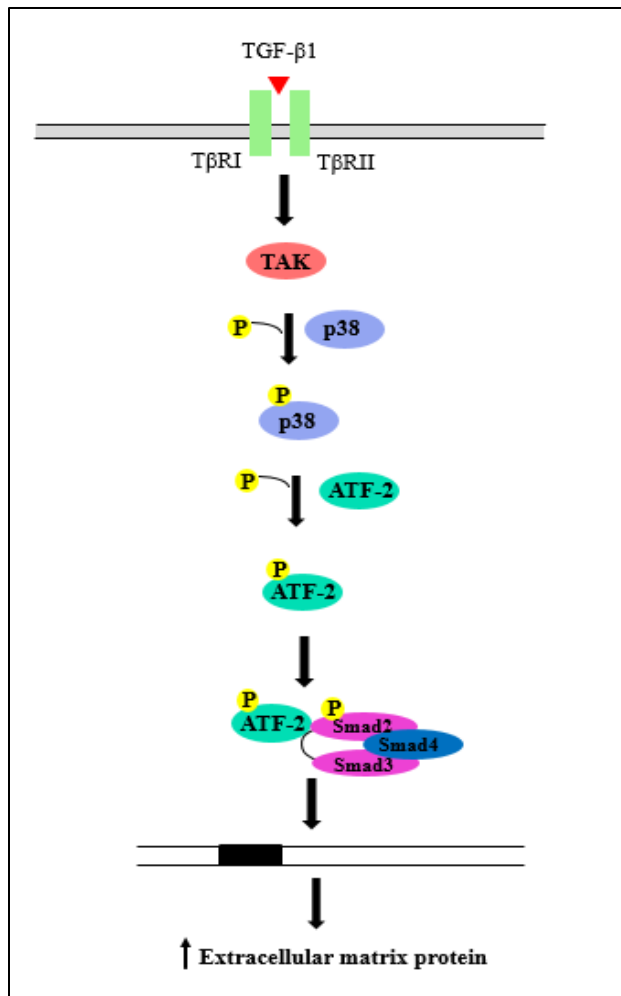 TGF-β1
TβRI
TβRII
TAK
P
p38
P
p38
P
ATF-2
P
ATF-2
P
ATF-2
P
Smad2
Smad4
Smad3
↑ Extracellular matrix protein